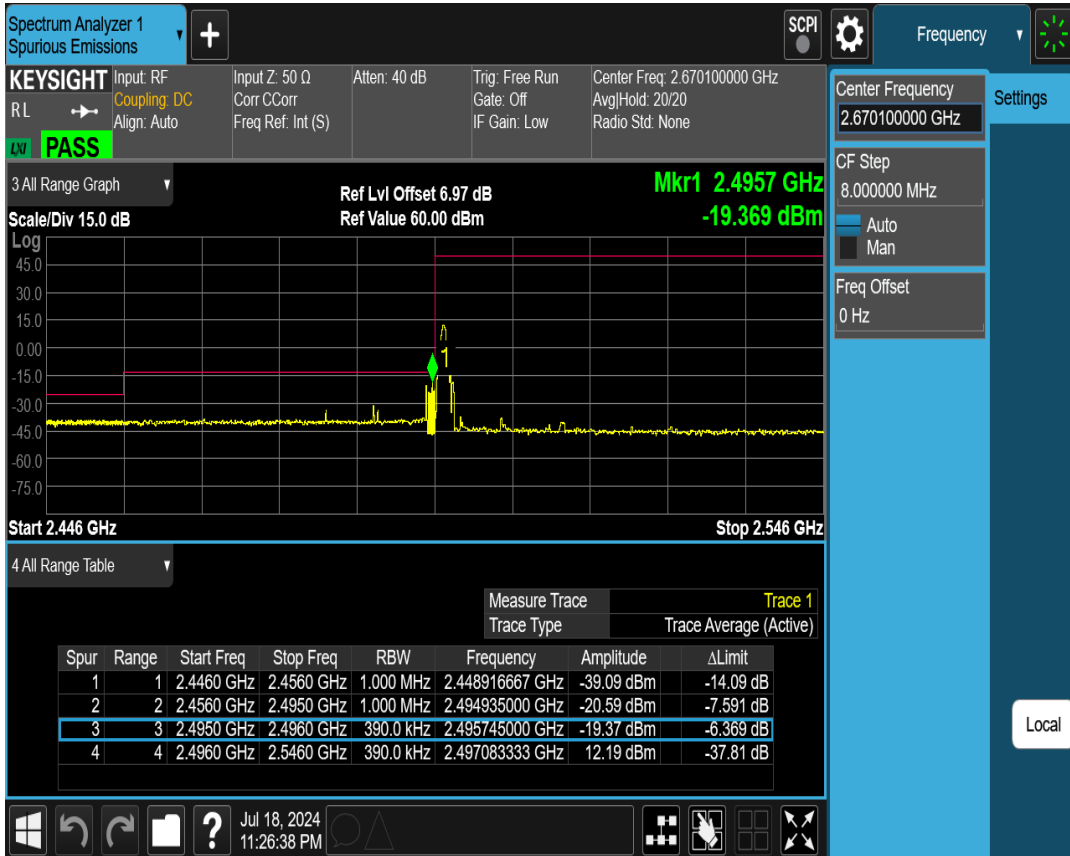 Spectrum Analyzer 1
Spurious Emissions
+
SCPI
Frequency
KEYSIGHT
RL
LXI
PASS
Input: RF
Coupling: DC
Align: Auto
Input Z: 50 Ω
Corr CCorr
Freq Ref: Int (S)
Atten: 40 dB
Trig: Free Run
Gate: Off
IF Gain: Low
Center Freq: 2.670100000 GHz
Avg|Hold: 20/20
Radio Std: None
Center Frequency
2.670100000 GHz
Settings
CF Step
8.000000 MHz
Auto
Man
Freq Offset
0 Hz
3 All Range Graph
Scale/Div 15.0 dB
Ref Lvl Offset 6.97 dB
Ref Value 60.00 dBm
Mkr1 2.4957 GHz
-19.369 dBm
Log
45.0
30.0
15.0
0.00
-15.0
-30.0
-45.0
-60.0
-75.0
1
Start 2.446 GHz
Stop 2.546 GHz
4 All Range Table
Measure Trace Trace 1
Trace Type Trace Average (Active)
Spur Range Start Freq Stop Freq RBW Frequency Amplitude ΔLimit
1 1 2.4460 GHz 2.4560 GHz 1.000 MHz 2.448916667 GHz -39.09 dBm -14.09 dB
2 2 2.4560 GHz 2.4950 GHz 1.000 MHz 2.494935000 GHz -20.59 dBm -7.591 dB
3 3 2.4950 GHz 2.4960 GHz 390.0 kHz 2.495745000 GHz -19.37 dBm -6.369 dB
4 4 2.4960 GHz 2.5460 GHz 390.0 kHz 2.497083333 GHz 12.19 dBm -37.81 dB
Local
?
Jul 18, 2024
11:26:38 PM